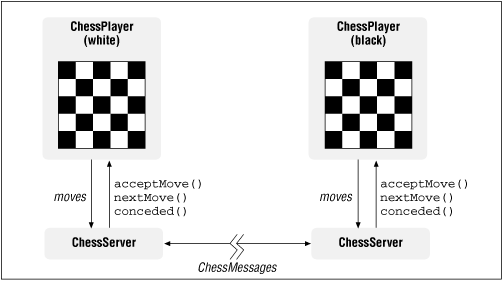 ChessPlayer
(white)
ChessPlayer
(black)
moves
acceptMove()
nextMove()
conceded()
moves
acceptMove()
nextMove()
conceded()
ChessServer
ChessServer
ChessMessages